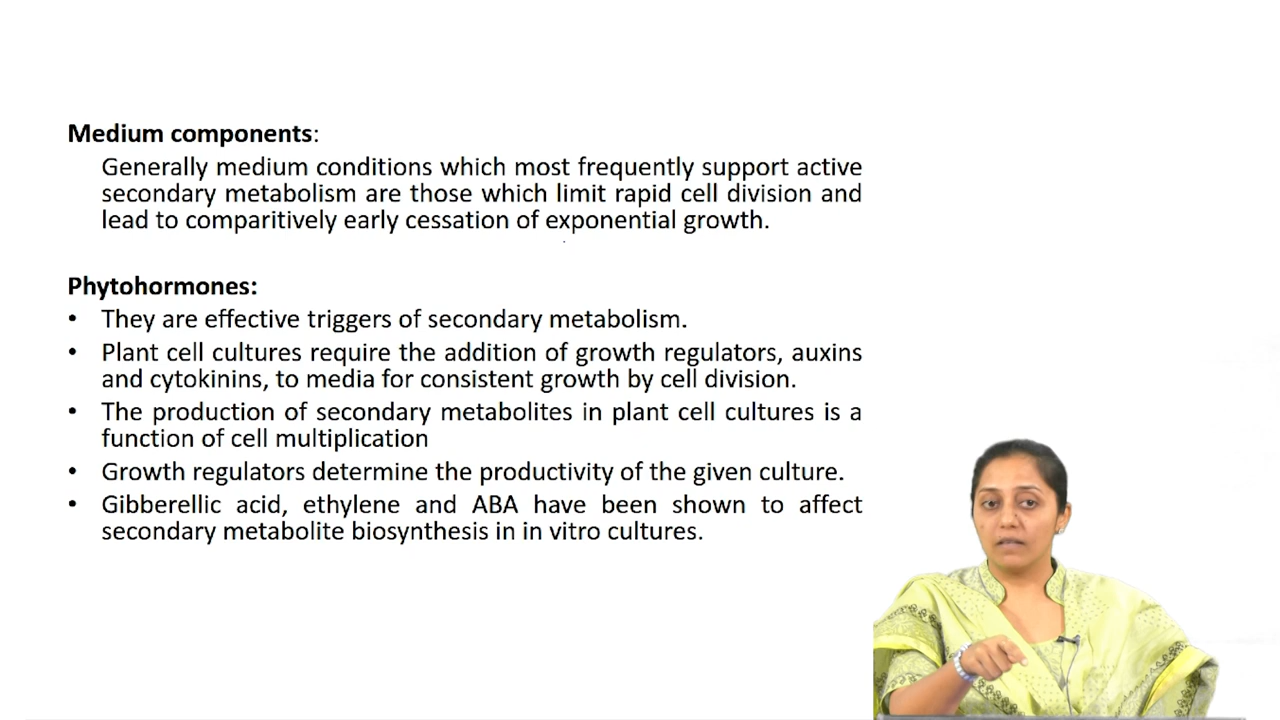 Medium components:
Generally medium conditions which most frequently support active
secondary metabolism are those which limit rapid cell division and
lead to comparitively early cessation of exponential growth.
Phytohormones:
• They are effective triggers of secondary metabolism.
• Plant cell cultures require the addition of growth regulators, auxins
and cytokinins, to media for consistent growth by cell division.
• The production of secondary metabolites in plant cell cultures is a
function of cell multiplication
• Growth regulators determine the productivity of the given culture.
• Gibberellic acid, ethylene and ABA have been shown to affect
secondary metabolite biosynthesis in in vitro cultures.